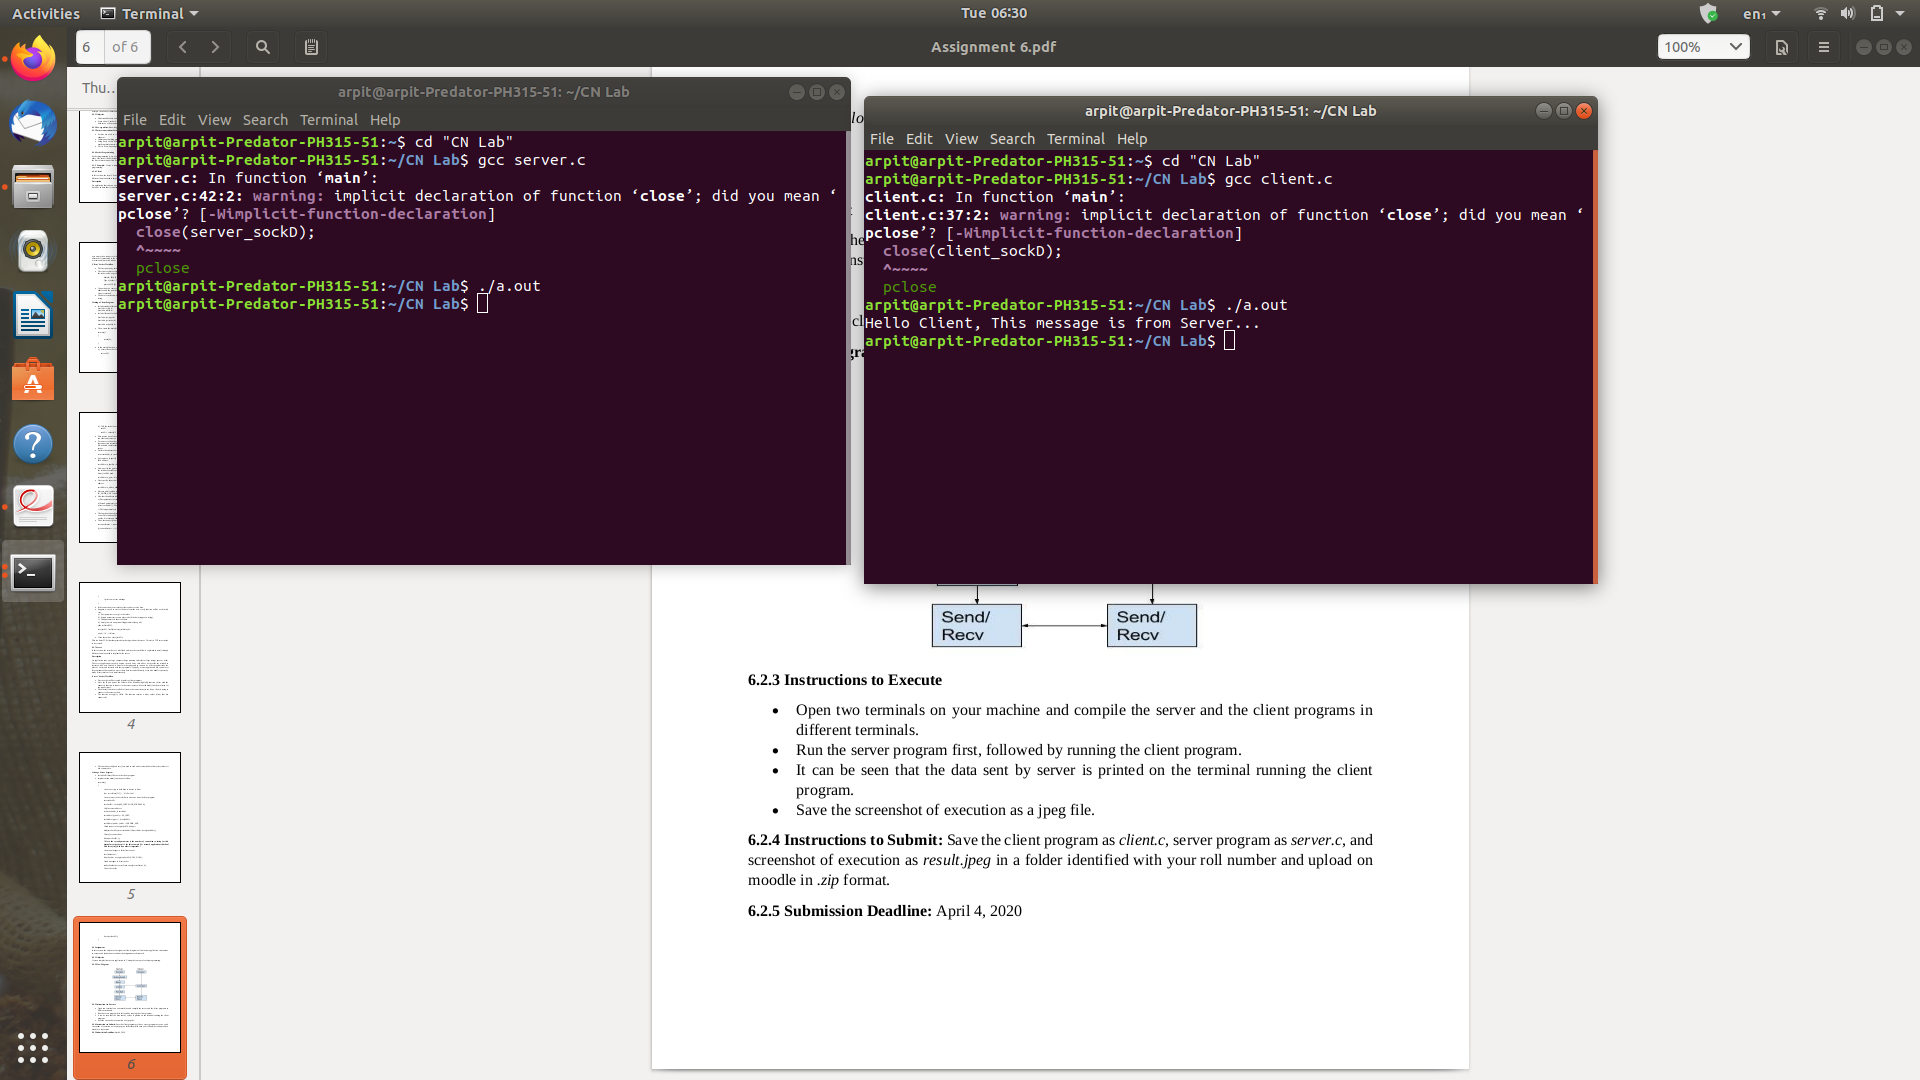 Activities
Terminal
Tue 06:30
en₁
6 of 6
Assignment 6.pdf
100%
Thu...
arpit@arpit-Predator-PH315-51: ~/CN Lab
File Edit View Search Terminal Help
arpit@arpit-Predator-PH315-51:~$ cd "CN Lab"
arpit@arpit-Predator-PH315-51:~/CN Lab$ gcc server.c
server.c: In function ‘main’:
server.c:42:2: warning: implicit declaration of function ‘close’; did you mean ‘
pclose’? [-Wimplicit-function-declaration]
close(server_sockD);
^~~~~
pclose
arpit@arpit-Predator-PH315-51:~/CN Lab$ ./a.out
arpit@arpit-Predator-PH315-51:~/CN Lab$
arpit@arpit-Predator-PH315-51: ~/CN Lab
File Edit View Search Terminal Help
arpit@arpit-Predator-PH315-51:~$ cd "CN Lab"
arpit@arpit-Predator-PH315-51:~/CN Lab$ gcc client.c
client.c: In function ‘main’:
client.c:37:2: warning: implicit declaration of function ‘close’; did you mean ‘
pclose’? [-Wimplicit-function-declaration]
close(client_sockD);
^~~~~
pclose
arpit@arpit-Predator-PH315-51:~/CN Lab$ ./a.out
Hello Client, This message is from Server...
arpit@arpit-Predator-PH315-51:~/CN Lab$
Send/
Recv
Send/
Recv
6.2.3 Instructions to Execute
• Open two terminals on your machine and compile the server and the client programs in
different terminals.
• Run the server program first, followed by running the client program.
• It can be seen that the data sent by server is printed on the terminal running the client
program.
• Save the screenshot of execution as a jpeg file.
6.2.4 Instructions to Submit: Save the client program as client.c, server program as server.c, and
screenshot of execution as result.jpeg in a folder identified with your roll number and upload on
moodle in .zip format.
6.2.5 Submission Deadline: April 4, 2020
4
5
6